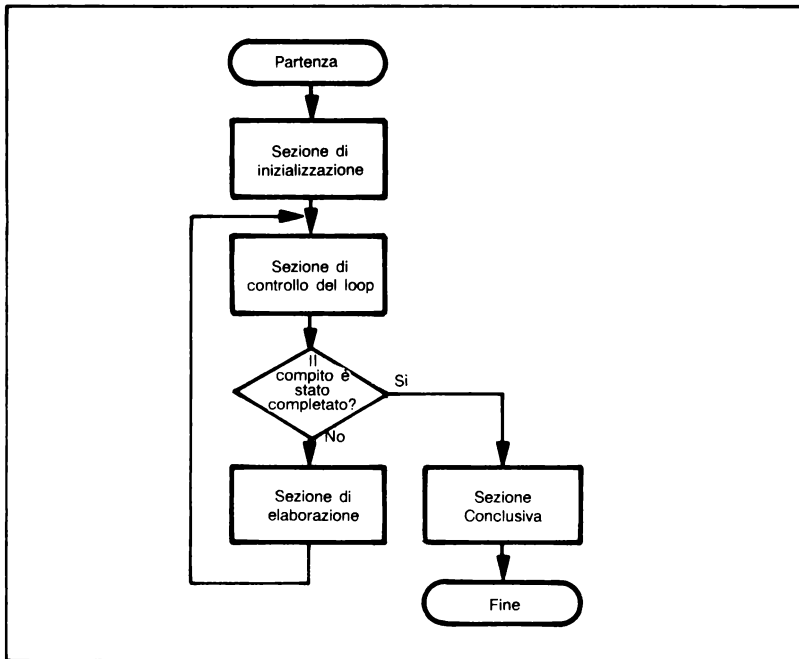 Partenza
Sezione di
inizializzazione
Sezione di
controllo del loop
Il
compito è
stato
completato?
Si
No
Sezione di
elaborazione
Sezione
Conclusiva
Fine